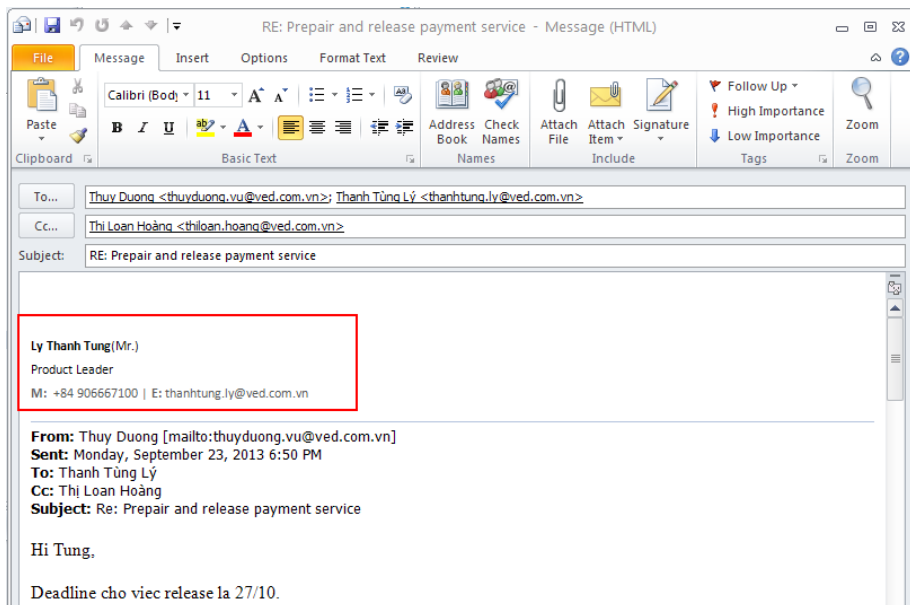 RE: Prepair and release payment service - Message (HTML)
File Message Insert Options Format Text Review
Calibri (Body 11
Paste
B I U
Address Book
Check Names
Attach File
Attach Item
Signature
Follow Up
High Importance
Low Importance
Zoom
Clipboard Basic Text Names Include Tags Zoom
To... Thuy Duong <thuyduong.vu@ved.com.vn>; Thanh Tùng Lý <thanhtung.ly@ved.com.vn>
Cc... Thi Loan Hoàng <thiloan.hoang@ved.com.vn>
Subject: RE: Prepair and release payment service
Ly Thanh Tung(Mr.)
Product Leader
M: +84 906667100 | E: thanhtung.ly@ved.com.vn
From: Thuy Duong [mailto:thuyduong.vu@ved.com.vn]
Sent: Monday, September 23, 2013 6:50 PM
To: Thanh Tùng Lý
Cc: Thị Loan Hoàng
Subject: Re: Prepair and release payment service
Hi Tung,
Deadline cho viec release la 27/10.